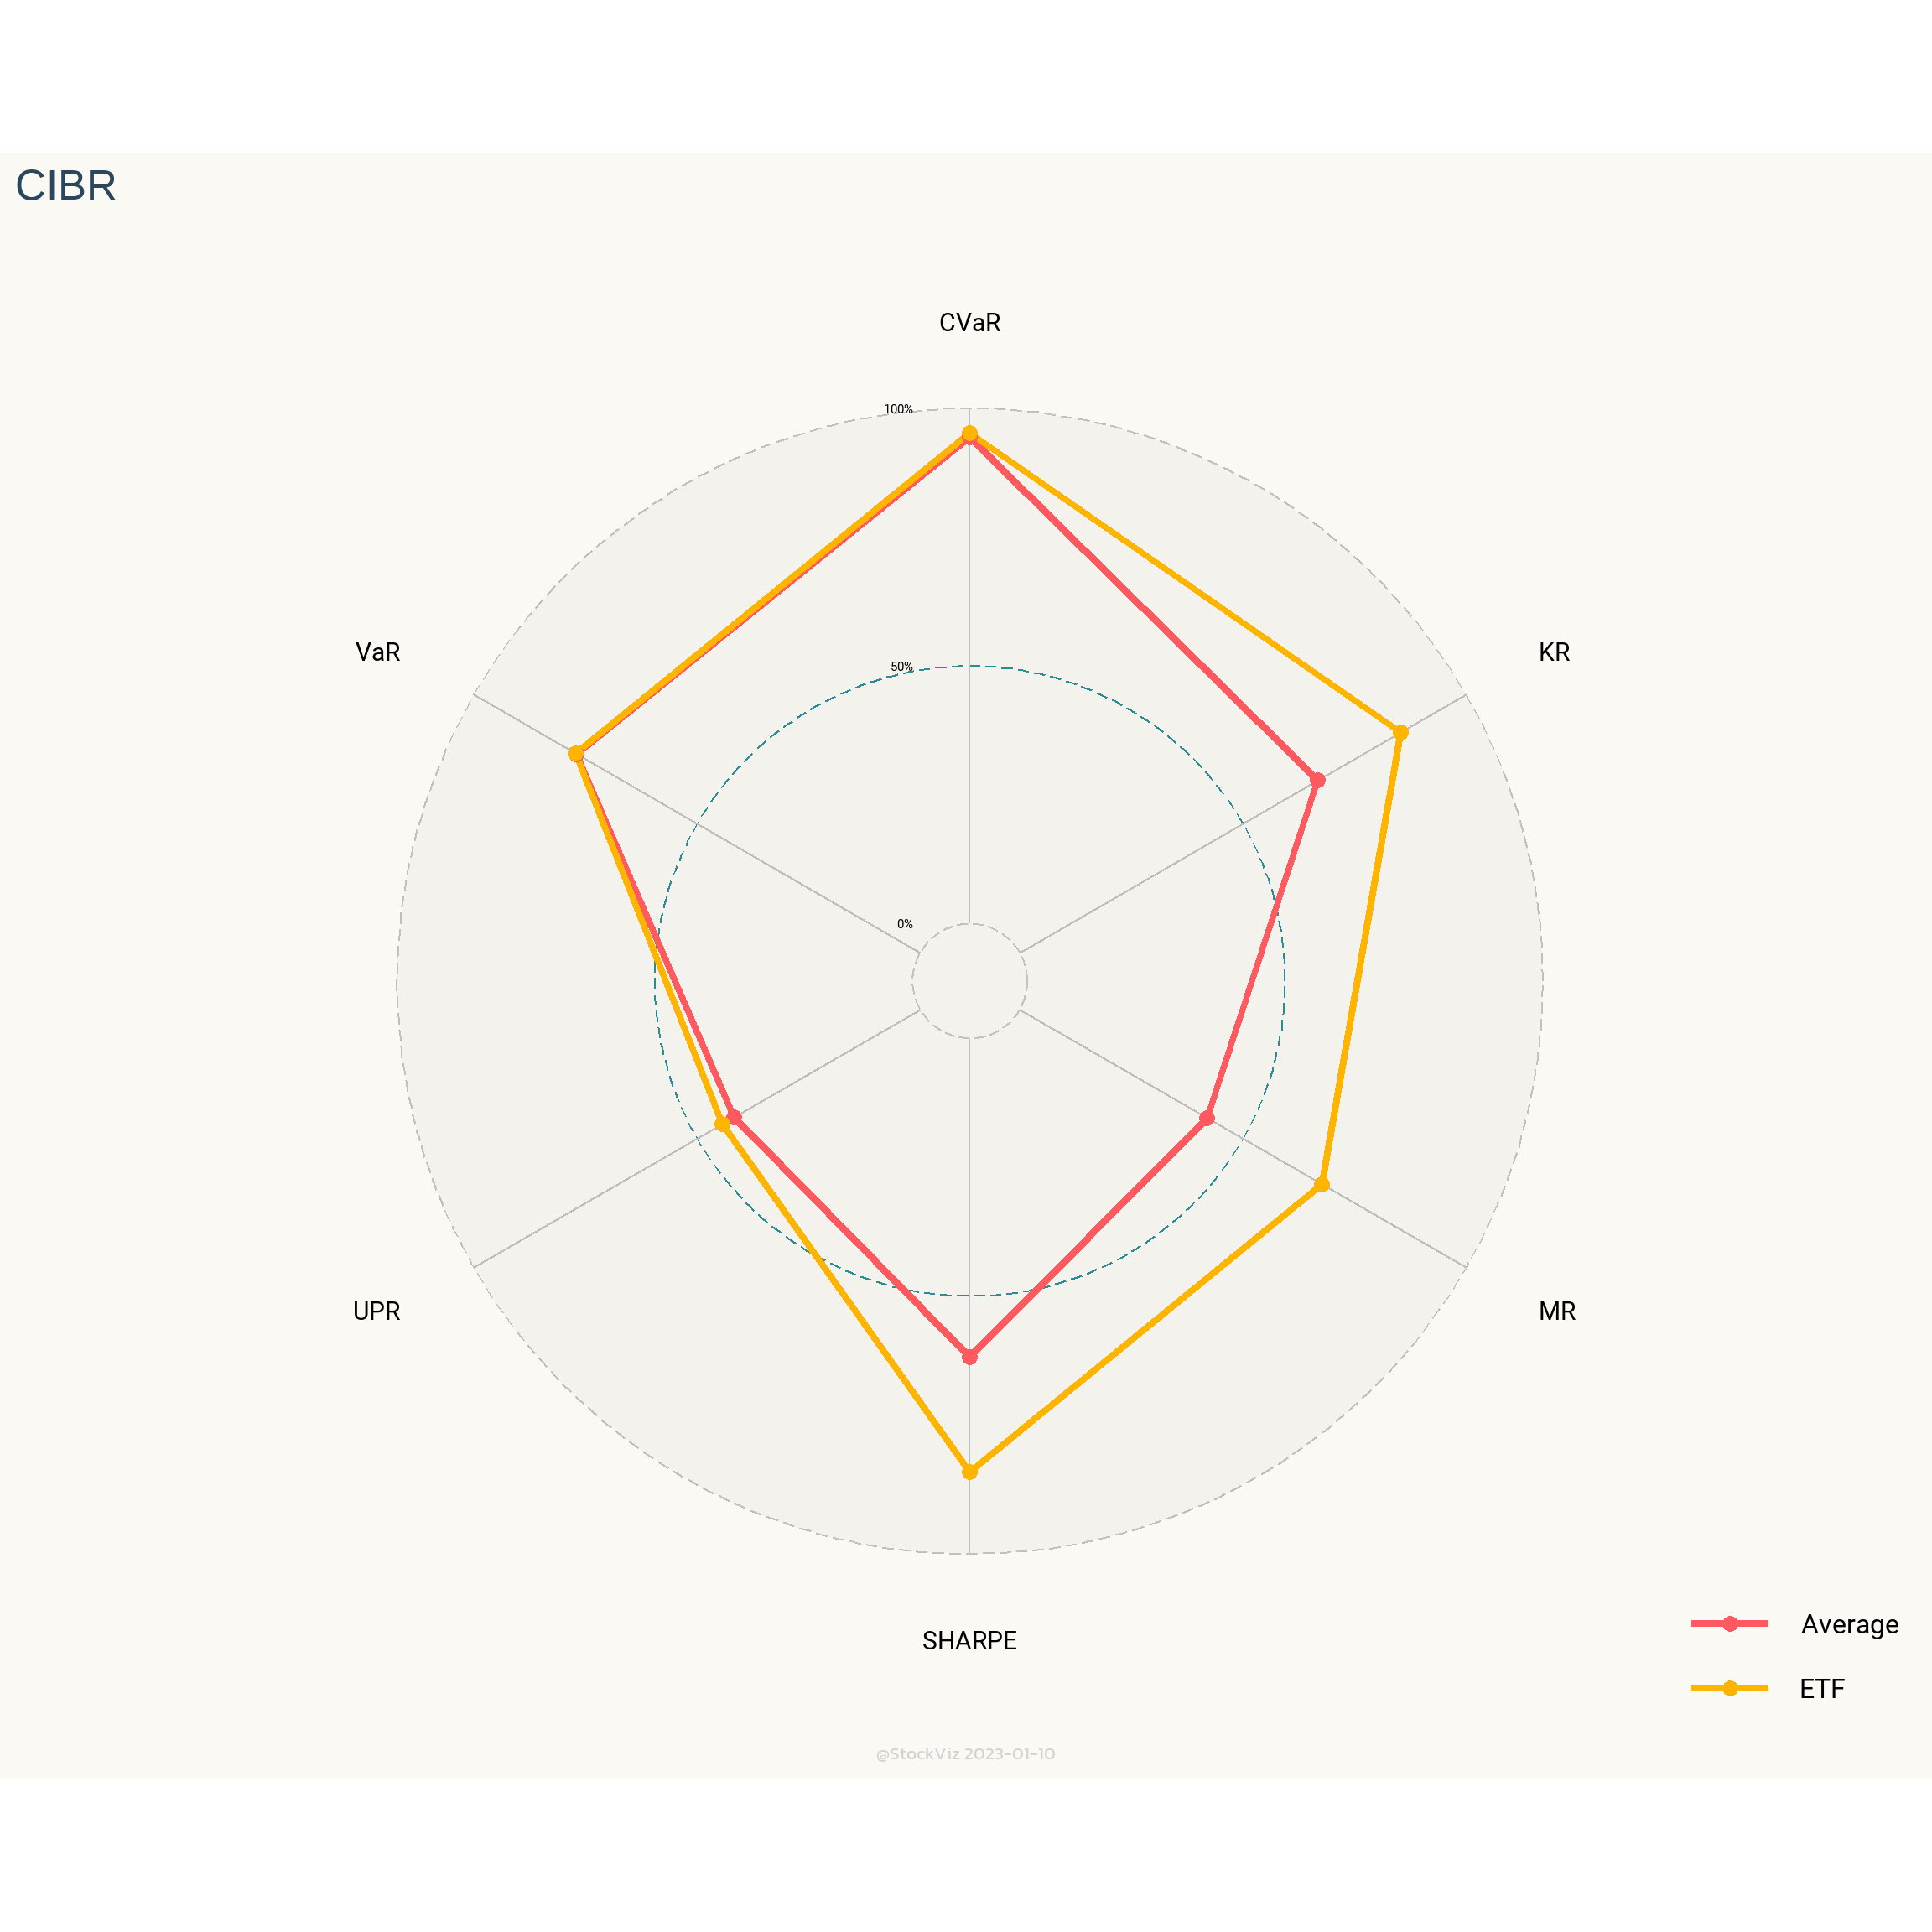 CIBR
CVaR
100%
VaR
KR
50%
0%
UPR
MR
SHARPE
Average
ETF
@StockViz 2023-01-10